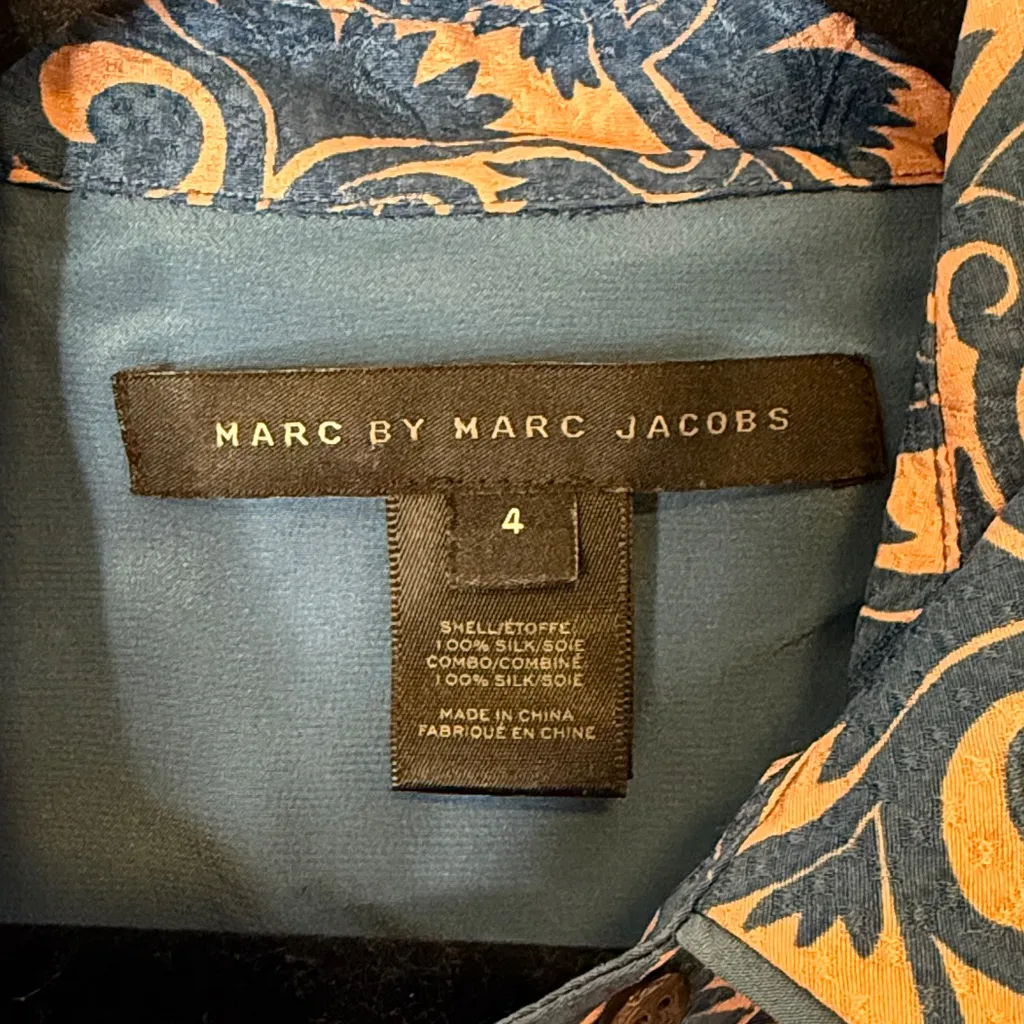 MARC BY MARC JACOBS
4
SHELL/ÉTOFFE
100% SILK/SOIE
COMBO/COMBINÉ
100% SILK/SOIE
MADE IN CHINA
FABRIQUÉ EN CHINE